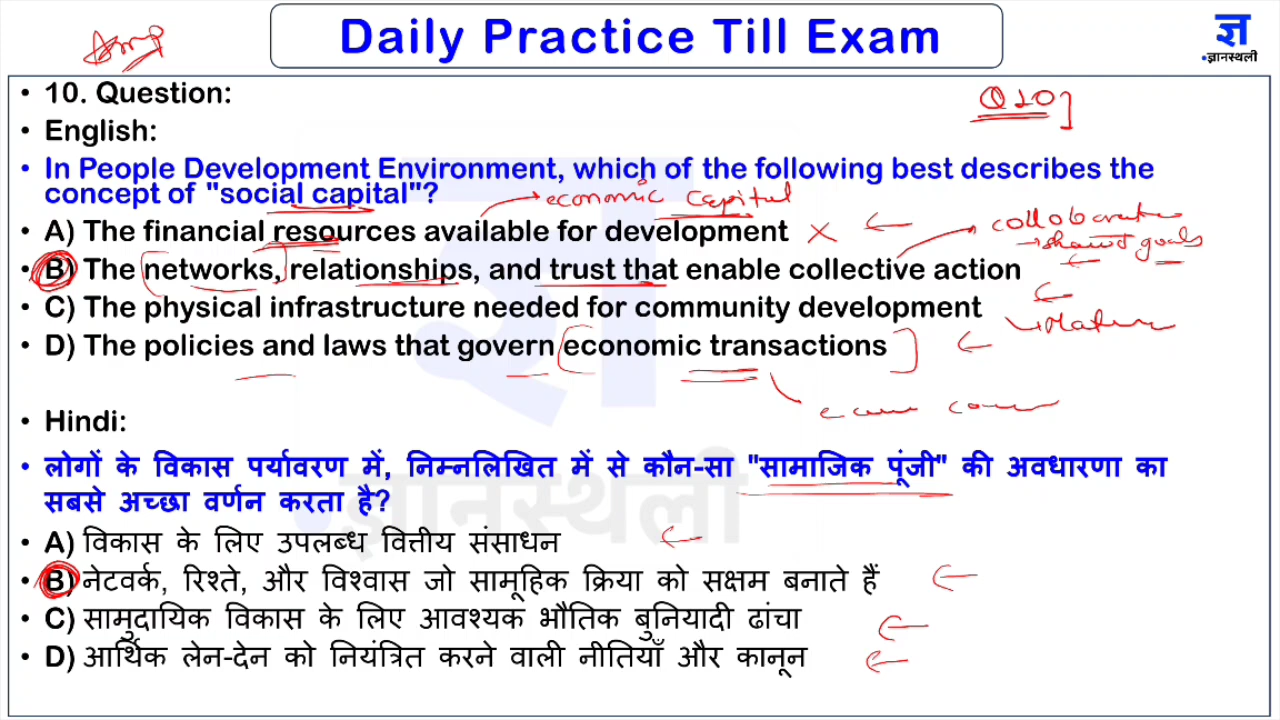 Daily Practice Till Exam
ज्ञ
ज्ञानस्थली
• 10. Question:
Q 10]
• English:
• In People Development Environment, which of the following best describes the
concept of "social capital"?
economic capital
• A) The financial resources available for development
shared goals
• B) The networks, relationships, and trust that enable collective action
• C) The physical infrastructure needed for community development
• D) The policies and laws that govern economic transactions
• Hindi:
• लोगों के विकास पर्यावरण में, निम्नलिखित में से कौन-सा "सामाजिक पूंजी" की अवधारणा का
सबसे अच्छा वर्णन करता है?
• A) विकास के लिए उपलब्ध वित्तीय संसाधन
• B) नेटवर्क, रिश्ते, और विश्वास जो सामूहिक क्रिया को सक्षम बनाते हैं
• C) सामुदायिक विकास के लिए आवश्यक भौतिक बुनियादी ढांचा
• D) आर्थिक लेन-देन को नियंत्रित करने वाली नीतियाँ और कानून
ज्ञ
ज्ञानस्थली